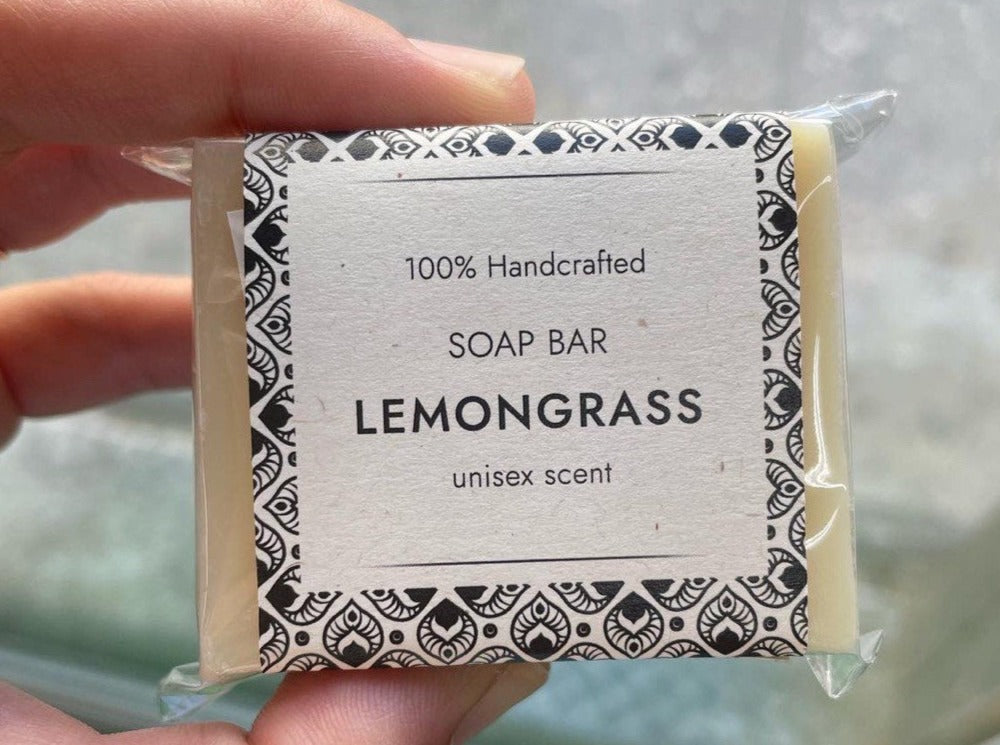 100% Handcrafted
SOAP BAR
LEMONGRASS
unisex scent